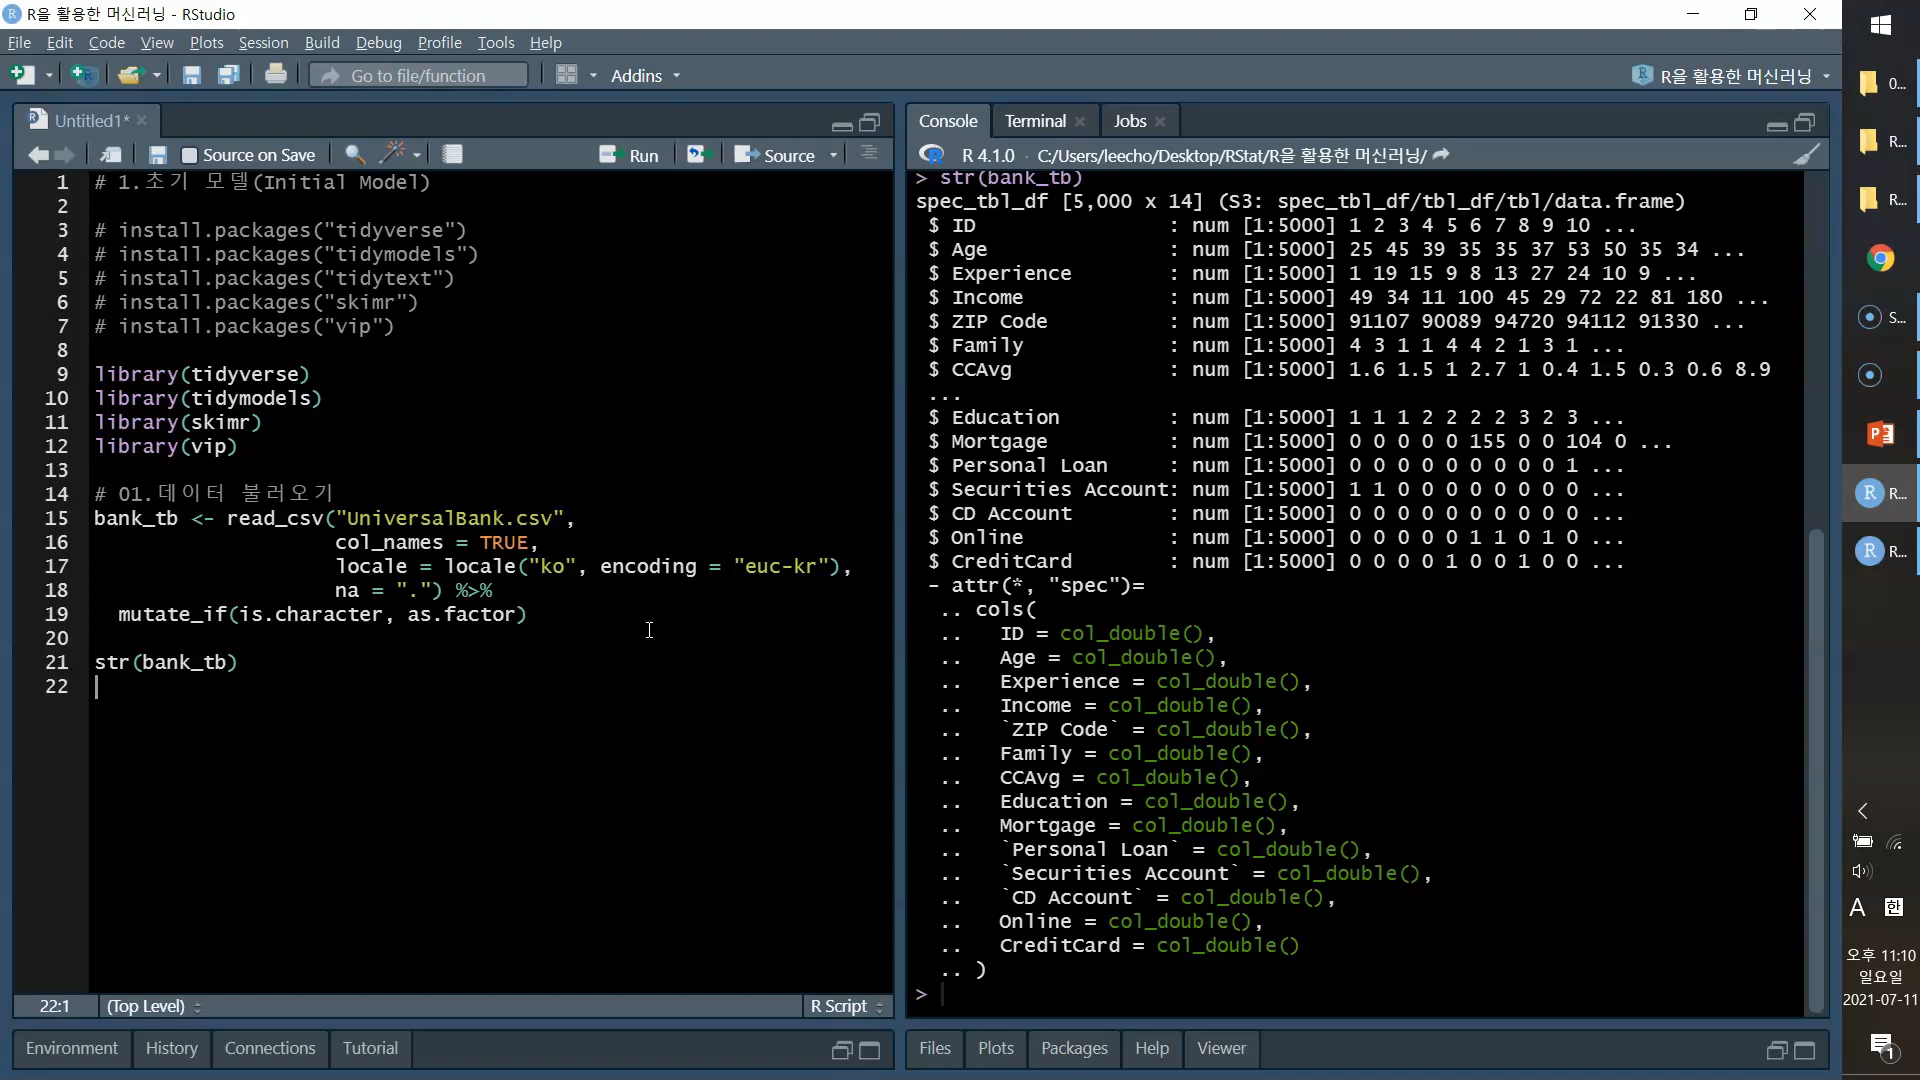 R을 활용한 머신러닝 - RStudio
File Edit Code View Plots Session Build Debug Profile Tools Help
Go to file/function Addins R을 활용한 머신러닝
Untitled1*
Source on Save Run Source
1 # 1.초기 모델(Initial Model)
2
3 # install.packages("tidyverse")
4 # install.packages("tidymodels")
5 # install.packages("tidytext")
6 # install.packages("skimr")
7 # install.packages("vip")
8
9 library(tidyverse)
10 library(tidymodels)
11 library(skimr)
12 library(vip)
13
14 # 01.데이터 불러오기
15 bank_tb <- read_csv("UniversalBank.csv",
16 col_names = TRUE,
17 locale = locale("ko", encoding = "euc-kr"),
18 na = ".") %>%
19 mutate_if(is.character, as.factor)
20
21 str(bank_tb)
22
22:1 (Top Level) R Script
Environment History Connections Tutorial
Console Terminal Jobs
R 4.1.0 · C:/Users/leecho/Desktop/RStat/R을 활용한 머신러닝/
> str(bank_tb)
spec_tbl_df [5,000 x 14] (S3: spec_tbl_df/tbl_df/tbl/data.frame)
$ ID : num [1:5000] 1 2 3 4 5 6 7 8 9 10 ...
$ Age : num [1:5000] 25 45 39 35 35 37 53 50 35 34 ...
$ Experience : num [1:5000] 1 19 15 9 8 13 27 24 10 9 ...
$ Income : num [1:5000] 49 34 11 100 45 29 72 22 81 180 ...
$ ZIP Code : num [1:5000] 91107 90089 94720 94112 91330 ...
$ Family : num [1:5000] 4 3 1 1 4 4 2 1 3 1 ...
$ CCAvg : num [1:5000] 1.6 1.5 1 2.7 1 0.4 1.5 0.3 0.6 8.9
...
$ Education : num [1:5000] 1 1 1 2 2 2 2 3 2 3 ...
$ Mortgage : num [1:5000] 0 0 0 0 0 155 0 0 104 0 ...
$ Personal Loan : num [1:5000] 0 0 0 0 0 0 0 0 0 1 ...
$ Securities Account: num [1:5000] 1 1 0 0 0 0 0 0 0 0 ...
$ CD Account : num [1:5000] 0 0 0 0 0 0 0 0 0 0 ...
$ Online : num [1:5000] 0 0 0 0 0 1 1 0 1 0 ...
$ CreditCard : num [1:5000] 0 0 0 0 1 0 0 1 0 0 ...
- attr(*, "spec")=
.. cols(
.. ID = col_double(),
.. Age = col_double(),
.. Experience = col_double(),
.. Income = col_double(),
.. `ZIP Code` = col_double(),
.. Family = col_double(),
.. CCAvg = col_double(),
.. Education = col_double(),
.. Mortgage = col_double(),
.. `Personal Loan` = col_double(),
.. `Securities Account` = col_double(),
.. `CD Account` = col_double(),
.. Online = col_double(),
.. CreditCard = col_double()
.. )
>
Files Plots Packages Help Viewer
0...
R...
R...
S...
R...
R...
A 한
오후 11:10
일요일
2021-07-11
1